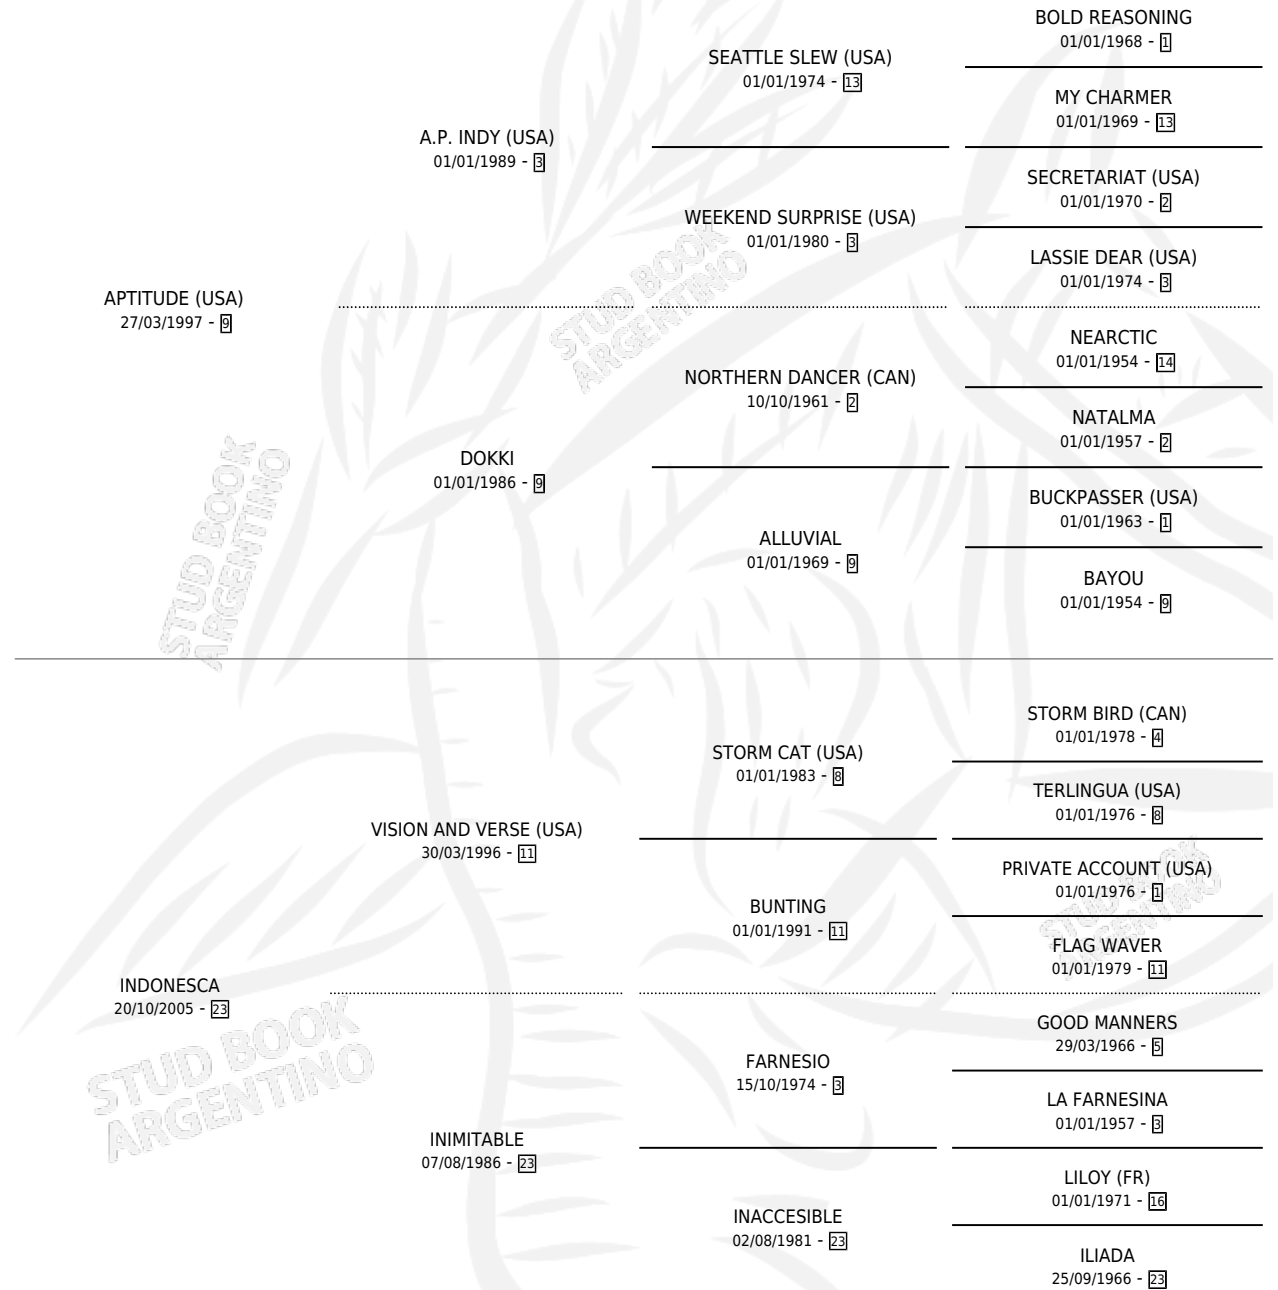 BOLD REASONING
01/01/1968 - 1
SEATTLE SLEW (USA)
01/01/1974 - 13
MY CHARMER
01/01/1969 - 13
A.P. INDY (USA)
01/01/1989 - 3
SECRETARIAT (USA)
01/01/1970 - 2
WEEKEND SURPRISE (USA)
01/01/1980 - 3
LASSIE DEAR (USA)
01/01/1974 - 3
APTITUDE (USA)
27/03/1997 - 9
NEARCTIC
01/01/1954 - 14
NORTHERN DANCER (CAN)
10/10/1961 - 2
NATALMA
01/01/1957 - 2
DOKKI
01/01/1986 - 9
BUCKPASSER (USA)
01/01/1963 - 1
ALLUVIAL
01/01/1969 - 9
BAYOU
01/01/1954 - 9
STORM BIRD (CAN)
01/01/1978 - 4
STORM CAT (USA)
01/01/1983 - 8
TERLINGUA (USA)
01/01/1976 - 8
VISION AND VERSE (USA)
30/03/1996 - 11
PRIVATE ACCOUNT (USA)
01/01/1976 - 1
BUNTING
01/01/1991 - 11
FLAG WAVER
01/01/1979 - 11
INDONESCA
20/10/2005 - 23
GOOD MANNERS
29/03/1966 - 5
FARNESIO
15/10/1974 - 3
LA FARNESINA
01/01/1957 - 3
INIMITABLE
07/08/1986 - 23
LILOY (FR)
01/01/1971 - 16
INACCESIBLE
02/08/1981 - 23
ILIADA
25/09/1966 - 23
STUD BOOK
ARGENTINO
STUD BOOK
ARGENTINO
STUD BOOK
ARGENTINO
STUD BOOK
ARGENTINO